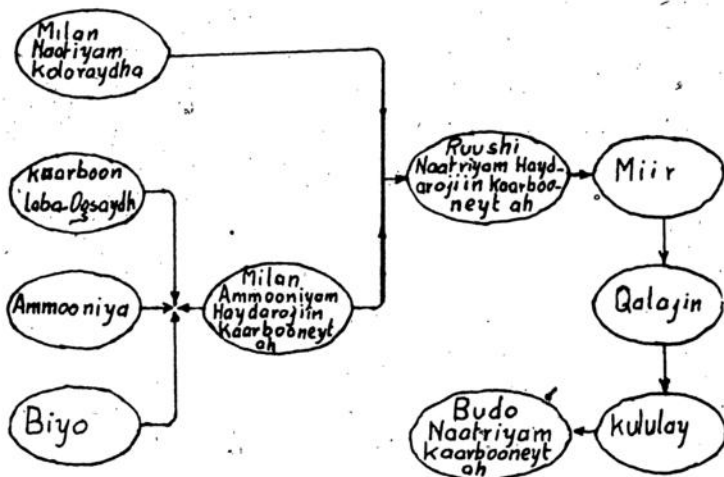 Milan
Naatiyam
Koloraydha
Kaarboon
laba-Ogsaydh
Ammooniya
Biyo
Milan
Ammooniyam
Haydarojiin
Kaarbooneyt
ah
Ruushi
Naatriyam Hayd-
arojiin Kaarboo-
neyt ah
Miir
Qalajin
kululay
Budo
Naatriyam
Kaarbooneyt
ah